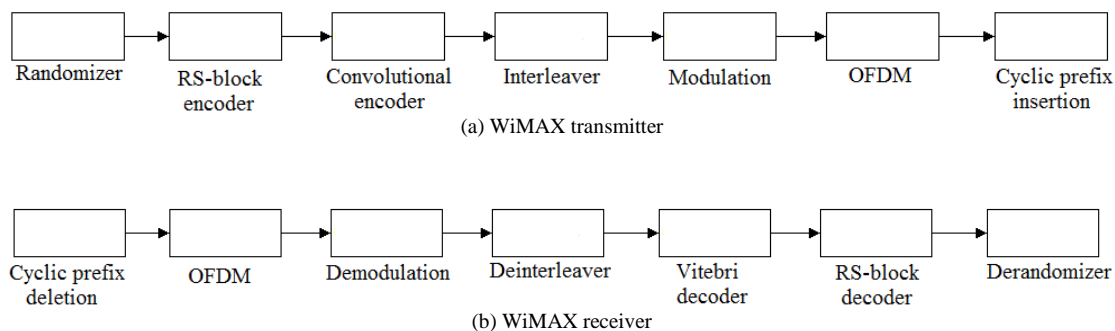 Randomizer
RS-block
encoder
Convolutional
encoder
Interleaver
Modulation
OFDM
Cyclic prefix
insertion
(a) WiMAX transmitter
Cyclic prefix
deletion
OFDM
Demodulation
Deinterleaver
Vitebri
decoder
RS-block
decoder
Derandomizer
(b) WiMAX receiver